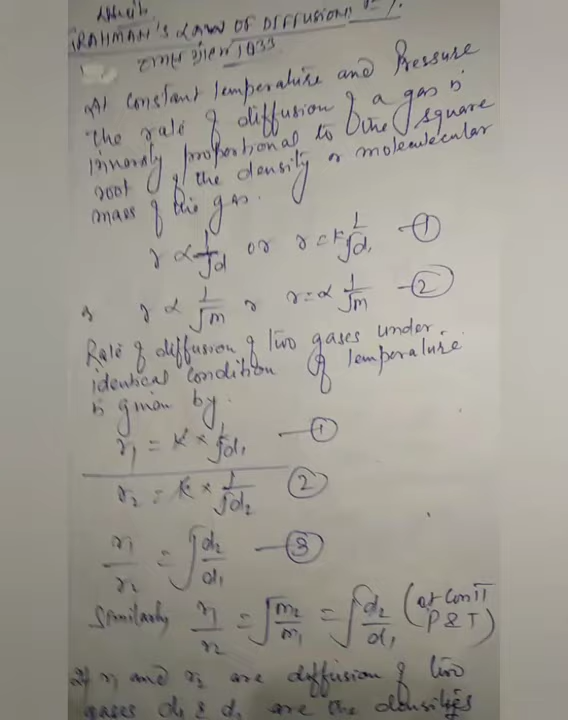 GRAHMAN'S LAW OF DIFFUSION
1833
At constant temperature and Pressure
the rate of diffusion of a gas is
inversely proportional to the square
root of the density or moleculecular
mass of the gas.
r ∝ 1/√d or r = K 1/√d, — ①
r ∝ 1/√m r = ∝ 1/√m — ②
Rate of diffusion of two gases under
identical condition of temperature
is given by.
r₁ = K × 1/√d₁ — ①
r₂ = K × 1/√d₂ ②
r₁/r₂ = √d₂/d₁ — ③
Similarly r₁/r₂ = √m₂/m₁ = √d₂/d₁ (at Con P & T)
If r₁ and r₂ are diffusion of two
gases d₁ & d₂ are the densities